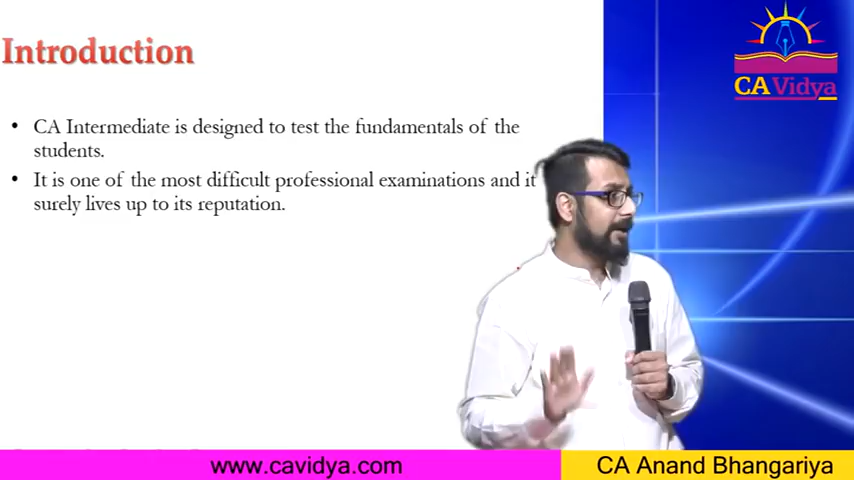 Introduction
CA Vidya
• CA Intermediate is designed to test the fundamentals of the
students.
• It is one of the most difficult professional examinations and it
surely lives up to its reputation.
www.cavidya.com
CA Anand Bhangariya